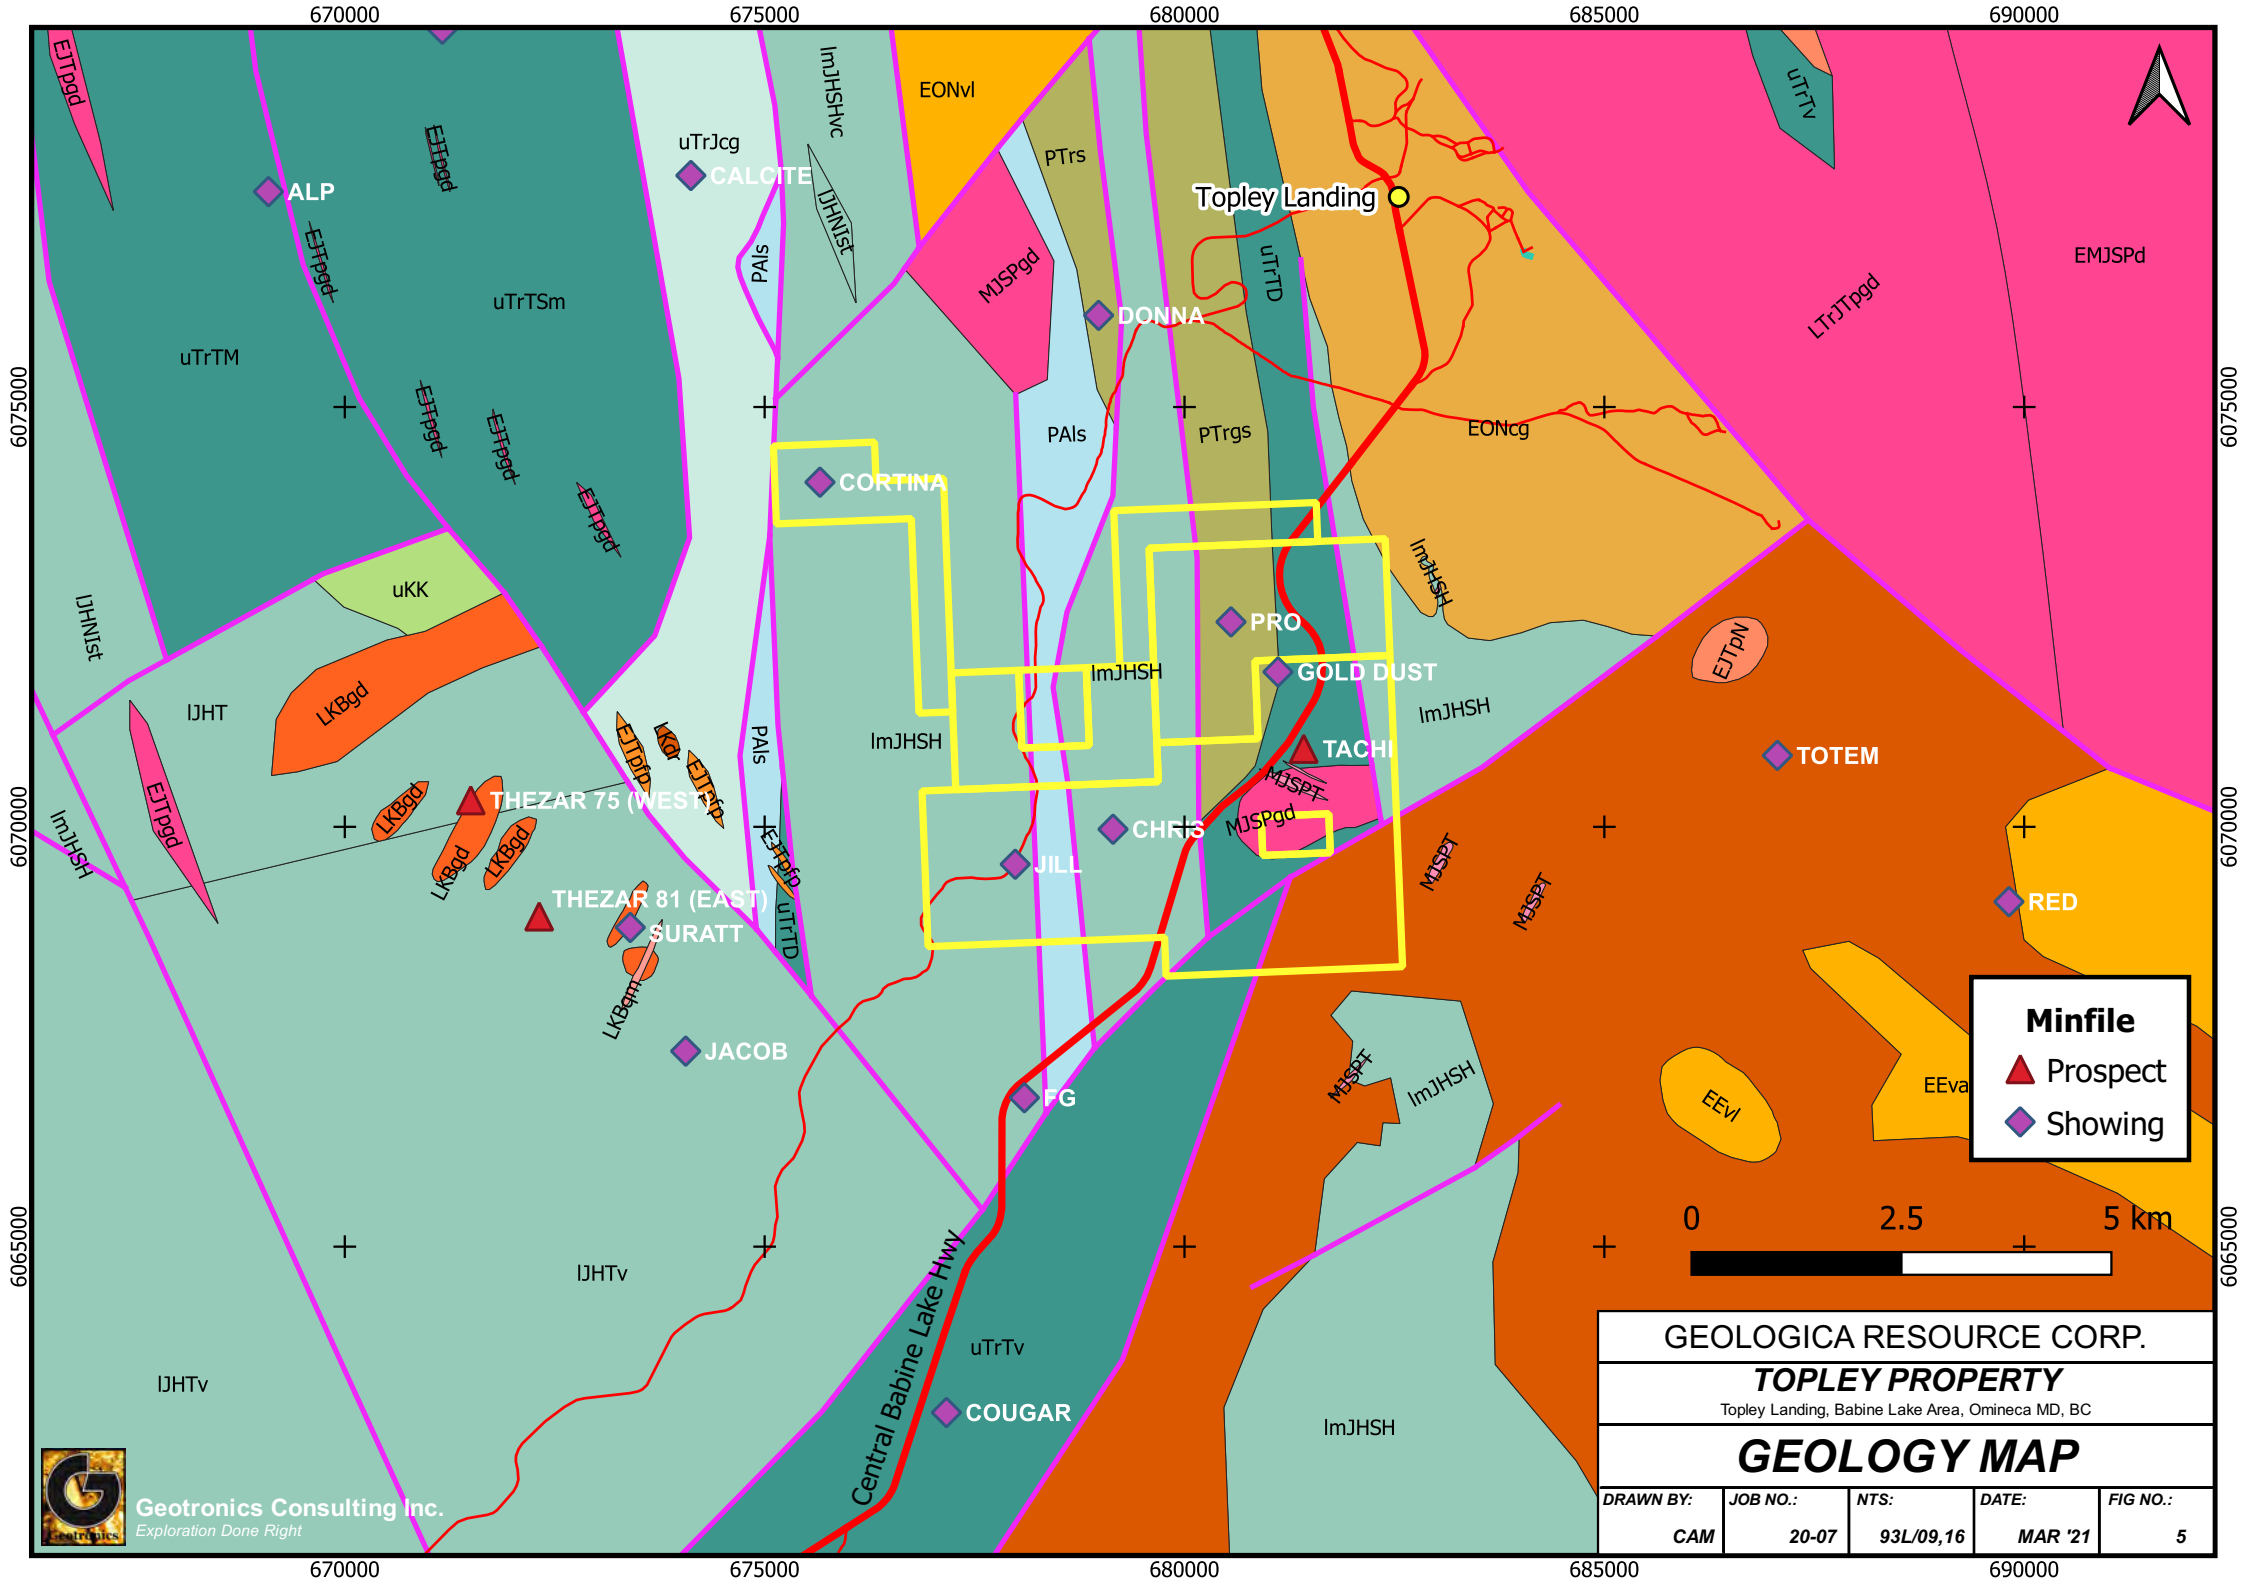 670000 675000 680000 685000 690000
EJTpgd
lmJHSHvc
EONvl
uTrTv
uTrJcg
EJTpgd
PTrs
CALCITE
ALP
Topley Landing
lJHNIst
EJTpgd
PAls
MJSPgd
uTrTD
EMJSPd
uTrTSm
LTrJTpgd
DONNA
uTrTM
6075000
6075000
EJTpgd
EJTpgd
PAls
PTrgs
EONcg
CORTINA
EJTpgd
lmJHSH
uKK
lJHNIst
PRO
EJTpN
lmJHSH
GOLD DUST
LKBgd
lJHT
lmJHSH
lmJHSH
EJTpfp
LKdr
PAls
TACHI
TOTEM
EJTpfp
MJSPT
EJTpgd
LKBgd
THEZAR 75 (WEST)
6070000
6070000
MJSPgd
CHRIS
lmJHSH
LKBgd
LKBgd
EJTpfp
JILL
MJSPT
MJSPT
THEZAR 81 (EAST)
RED
SURATT
uTrTD
LKBqm
JACOB
Minfile
Prospect
Showing
MJSPT
lmJHSH
EEva
EEvl
FG
0 2.5 5 km
6065000
6065000
lJHTv
Central Babine Lake Hwy
uTrTv
lJHTv
COUGAR
lmJHSH
GEOLOGICA RESOURCE CORP.
TOPLEY PROPERTY
Topley Landing, Babine Lake Area, Omineca MD, BC
GEOLOGY MAP
DRAWN BY: JOB NO.: NTS: DATE: FIG NO.:
CAM 20-07 93L/09,16 MAR '21 5
Geotronics Consulting Inc.
Exploration Done Right
Geotronics
670000 675000 680000 685000 690000